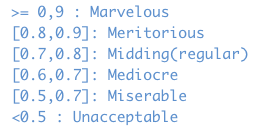 >= 0,9 : Marvelous
[0.8,0.9]: Meritorious
[0.7,0.8]: Midding(regular)
[0.6,0.7]: Mediocre
[0.5,0.7]: Miserable
<0.5 : Unacceptable